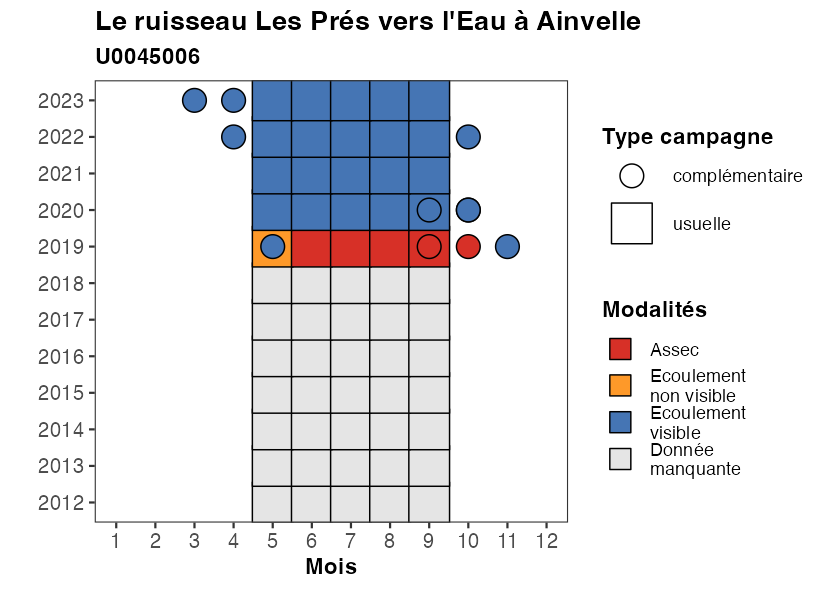 Le ruisseau Les Prés vers l'Eau à Ainvelle
U0045006
2023
2022
2021
2020
2019
2018
2017
2016
2015
2014
2013
2012
1 2 3 4 5 6 7 8 9 10 11 12
Mois
Type campagne
complémentaire
usuelle
Modalités
Assec
Ecoulement
non visible
Ecoulement
visible
Donnée
manquante